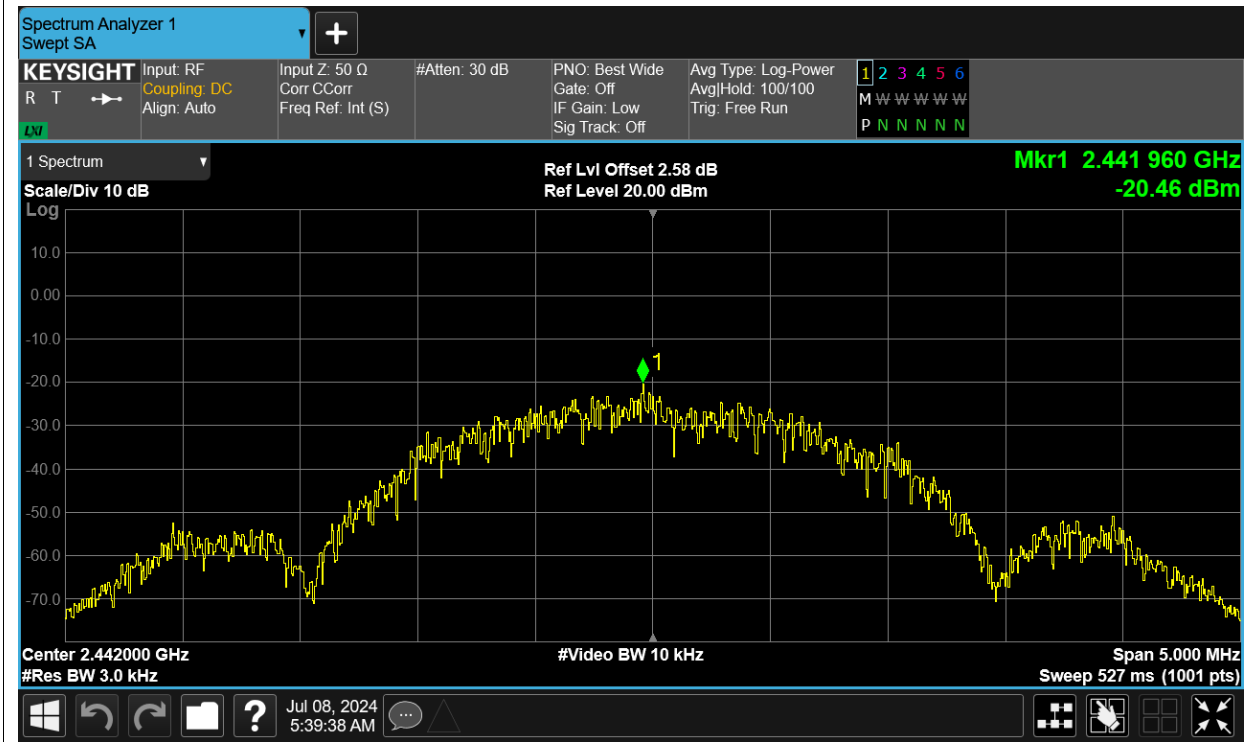 Spectrum Analyzer 1
Swept SA
+
KEYSIGHT
R T
LXI
Input: RF
Coupling: DC
Align: Auto
Input Z: 50 Ω
Corr CCorr
Freq Ref: Int (S)
#Atten: 30 dB
PNO: Best Wide
Gate: Off
IF Gain: Low
Sig Track: Off
Avg Type: Log-Power
Avg|Hold: 100/100
Trig: Free Run
1 2 3 4 5 6
M W W W W W
P N N N N N
1 Spectrum
Scale/Div 10 dB
Log
Ref Lvl Offset 2.58 dB
Ref Level 20.00 dBm
Mkr1 2.441 960 GHz
-20.46 dBm
10.0
0.00
-10.0
-20.0
-30.0
-40.0
-50.0
-60.0
-70.0
1
Center 2.442000 GHz
#Res BW 3.0 kHz
#Video BW 10 kHz
Span 5.000 MHz
Sweep 527 ms (1001 pts)
?
Jul 08, 2024
5:39:38 AM